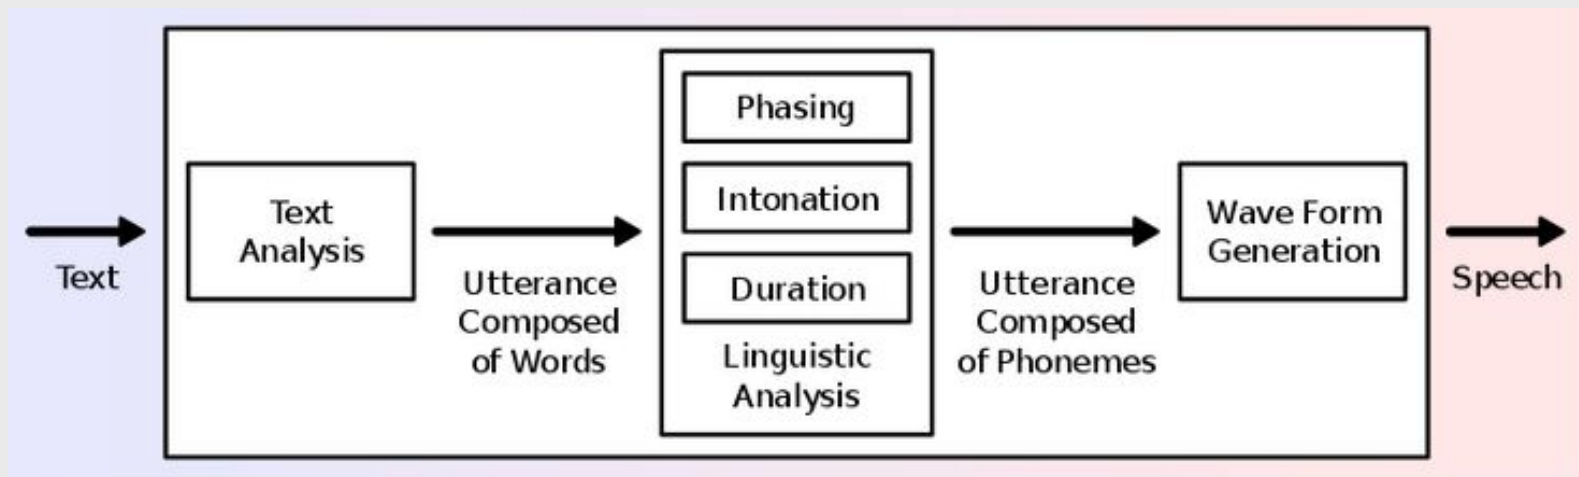 Text
Text
Analysis
Utterance
Composed
of Words
Phasing
Intonation
Duration
Linguistic
Analysis
Utterance
Composed
of Phonemes
Wave Form
Generation
Speech